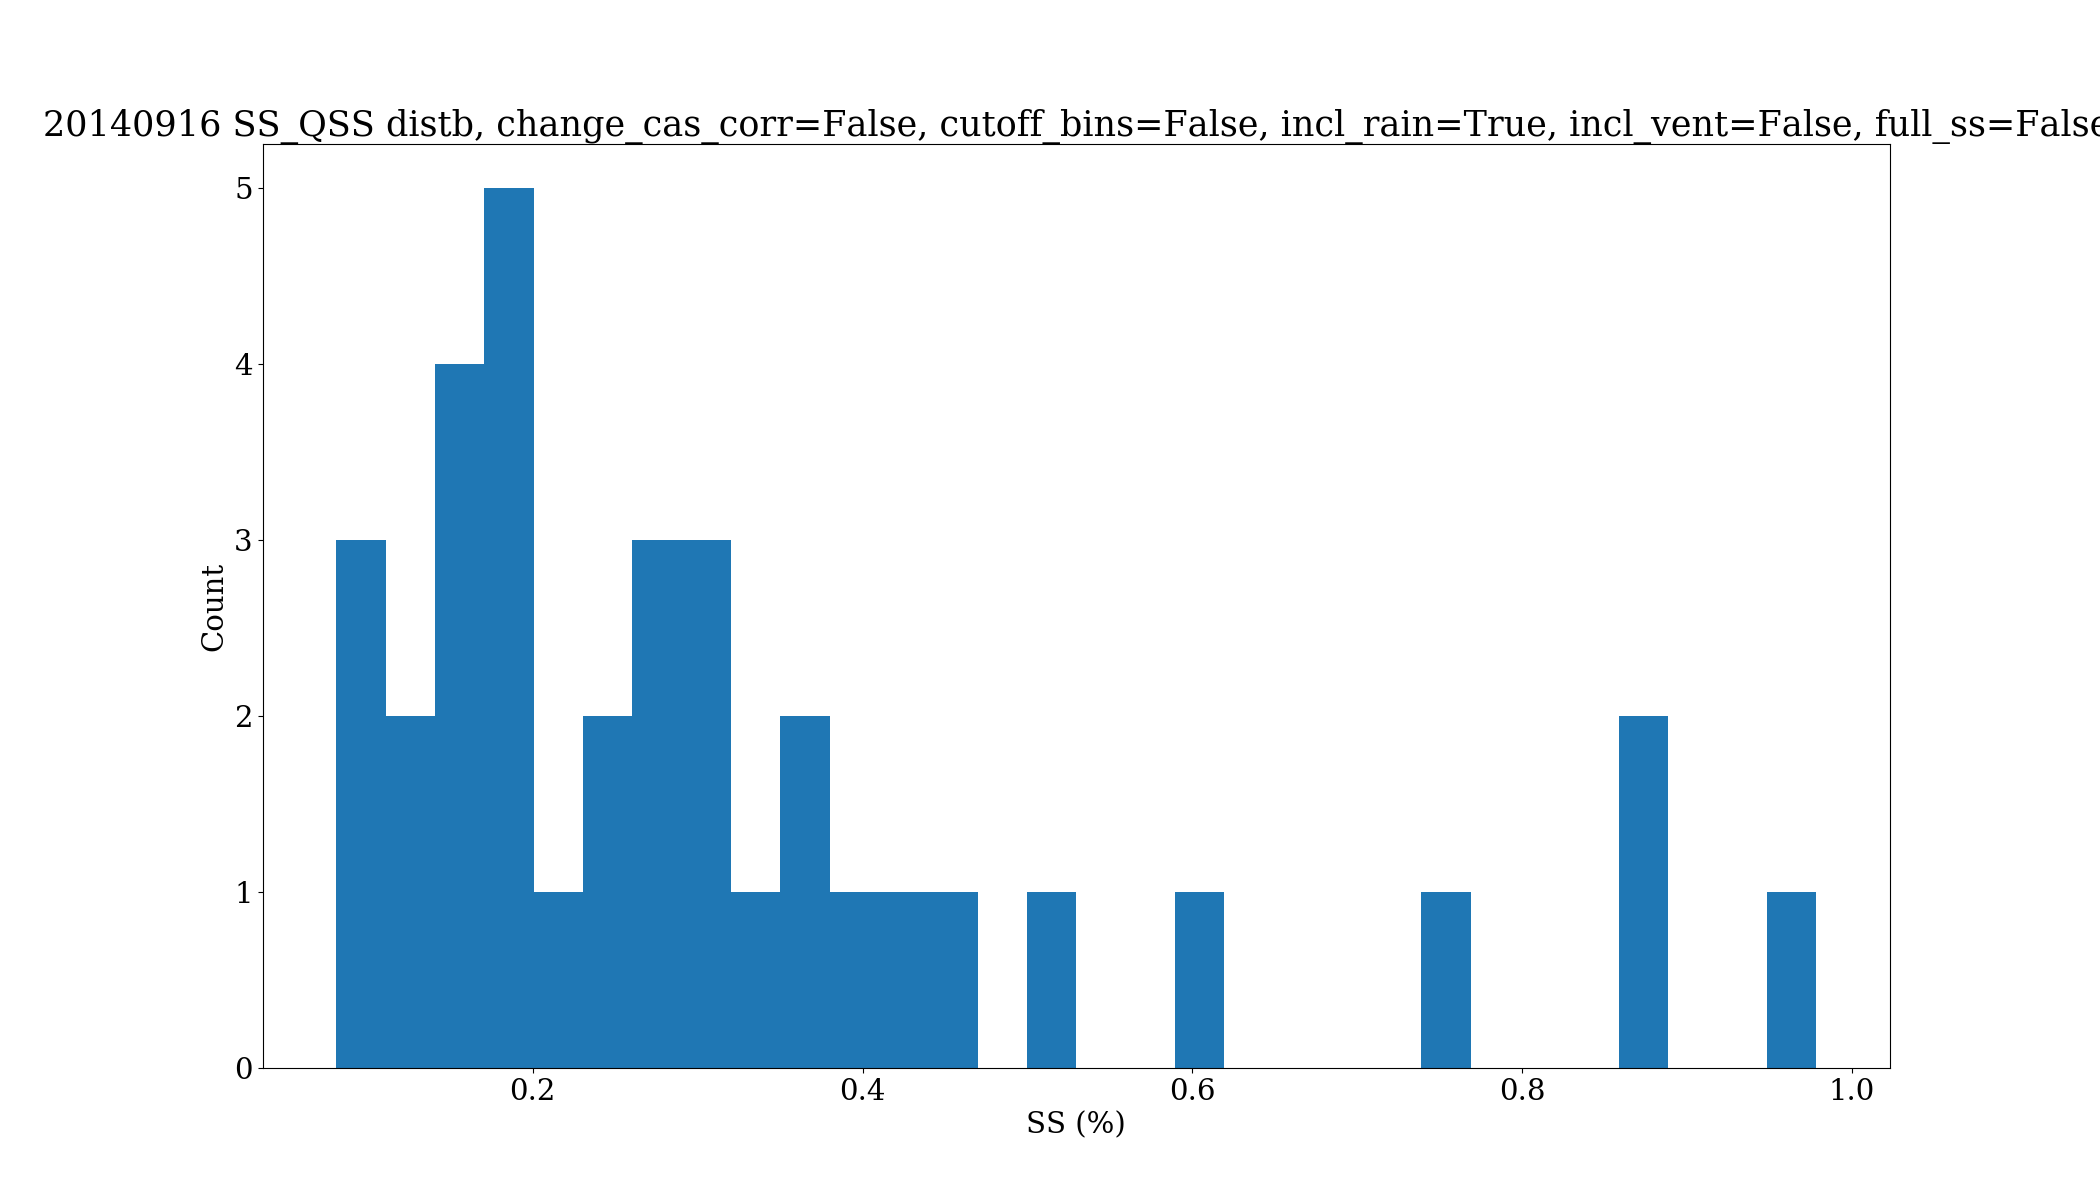 20140916 SS_QSS distb, change_cas_corr=False, cutoff_bins=False, incl_rain=True, incl_vent=False, full_ss=False
5
4
3
2
1
0
Count
0.2 0.4 0.6 0.8 1.0
SS (%)